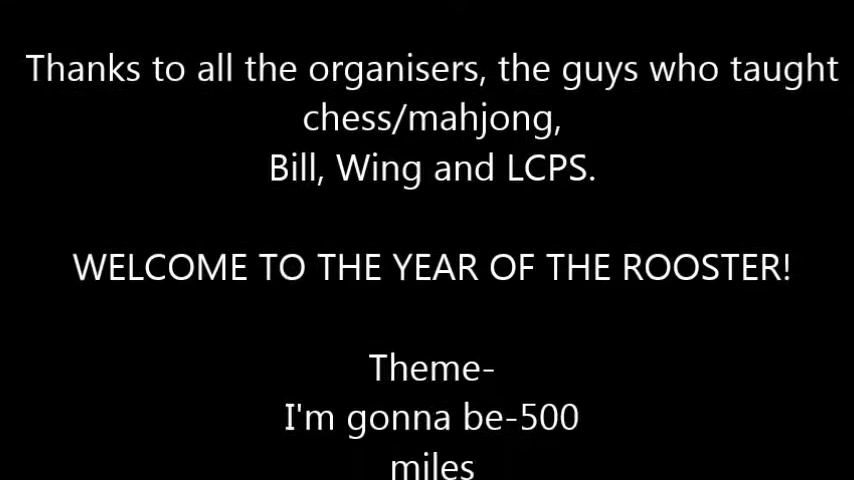 Thanks to all the organisers, the guys who taught
chess/mahjong,
Bill, Wing and LCPS.
WELCOME TO THE YEAR OF THE ROOSTER!
Theme-
I'm gonna be-500
miles